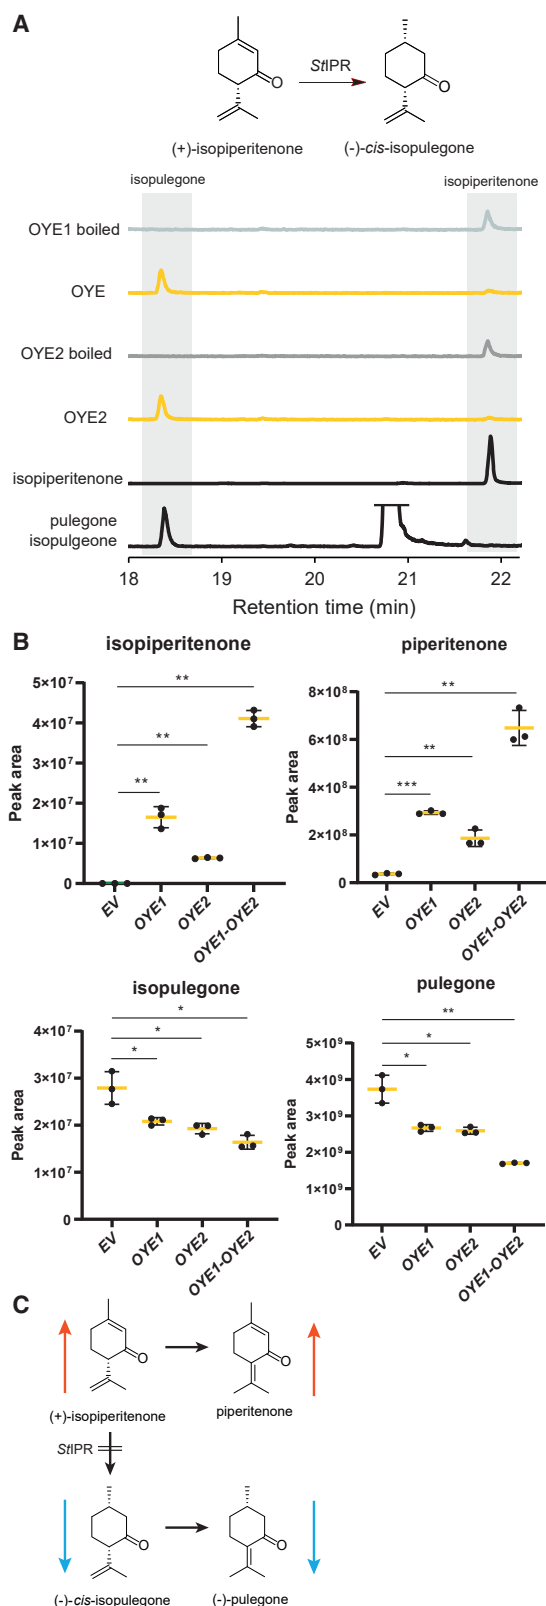 A
StIPR
O
O
(+)-isopiperitenone
(-)-cis-isopulegone
isopulegone
isopiperitenone
OYE1 boiled
OYE
OYE2 boiled
OYE2
isopiperitenone
pulegone
isopulgeone
18 19 20 21 22
Retention time (min)
B
isopiperitenone
5×10⁷
4×10⁷
3×10⁷
2×10⁷
1×10⁷
0
Peak area
**
**
**
EV OYE1 OYE2 OYE1-OYE2
piperitenone
8×10⁸
6×10⁸
4×10⁸
2×10⁸
0
Peak area
**
**
***
EV OYE1 OYE2 OYE1-OYE2
isopulegone
4×10⁷
3×10⁷
2×10⁷
1×10⁷
0
Peak area
*
*
*
EV OYE1 OYE2 OYE1-OYE2
pulegone
5×10⁹
4×10⁹
3×10⁹
2×10⁹
1×10⁹
0
Peak area
**
*
*
EV OYE1 OYE2 OYE1-OYE2
C
O
O
(+)-isopiperitenone
piperitenone
StIPR
O
O
(-)-cis-isopulegone
(-)-pulegone